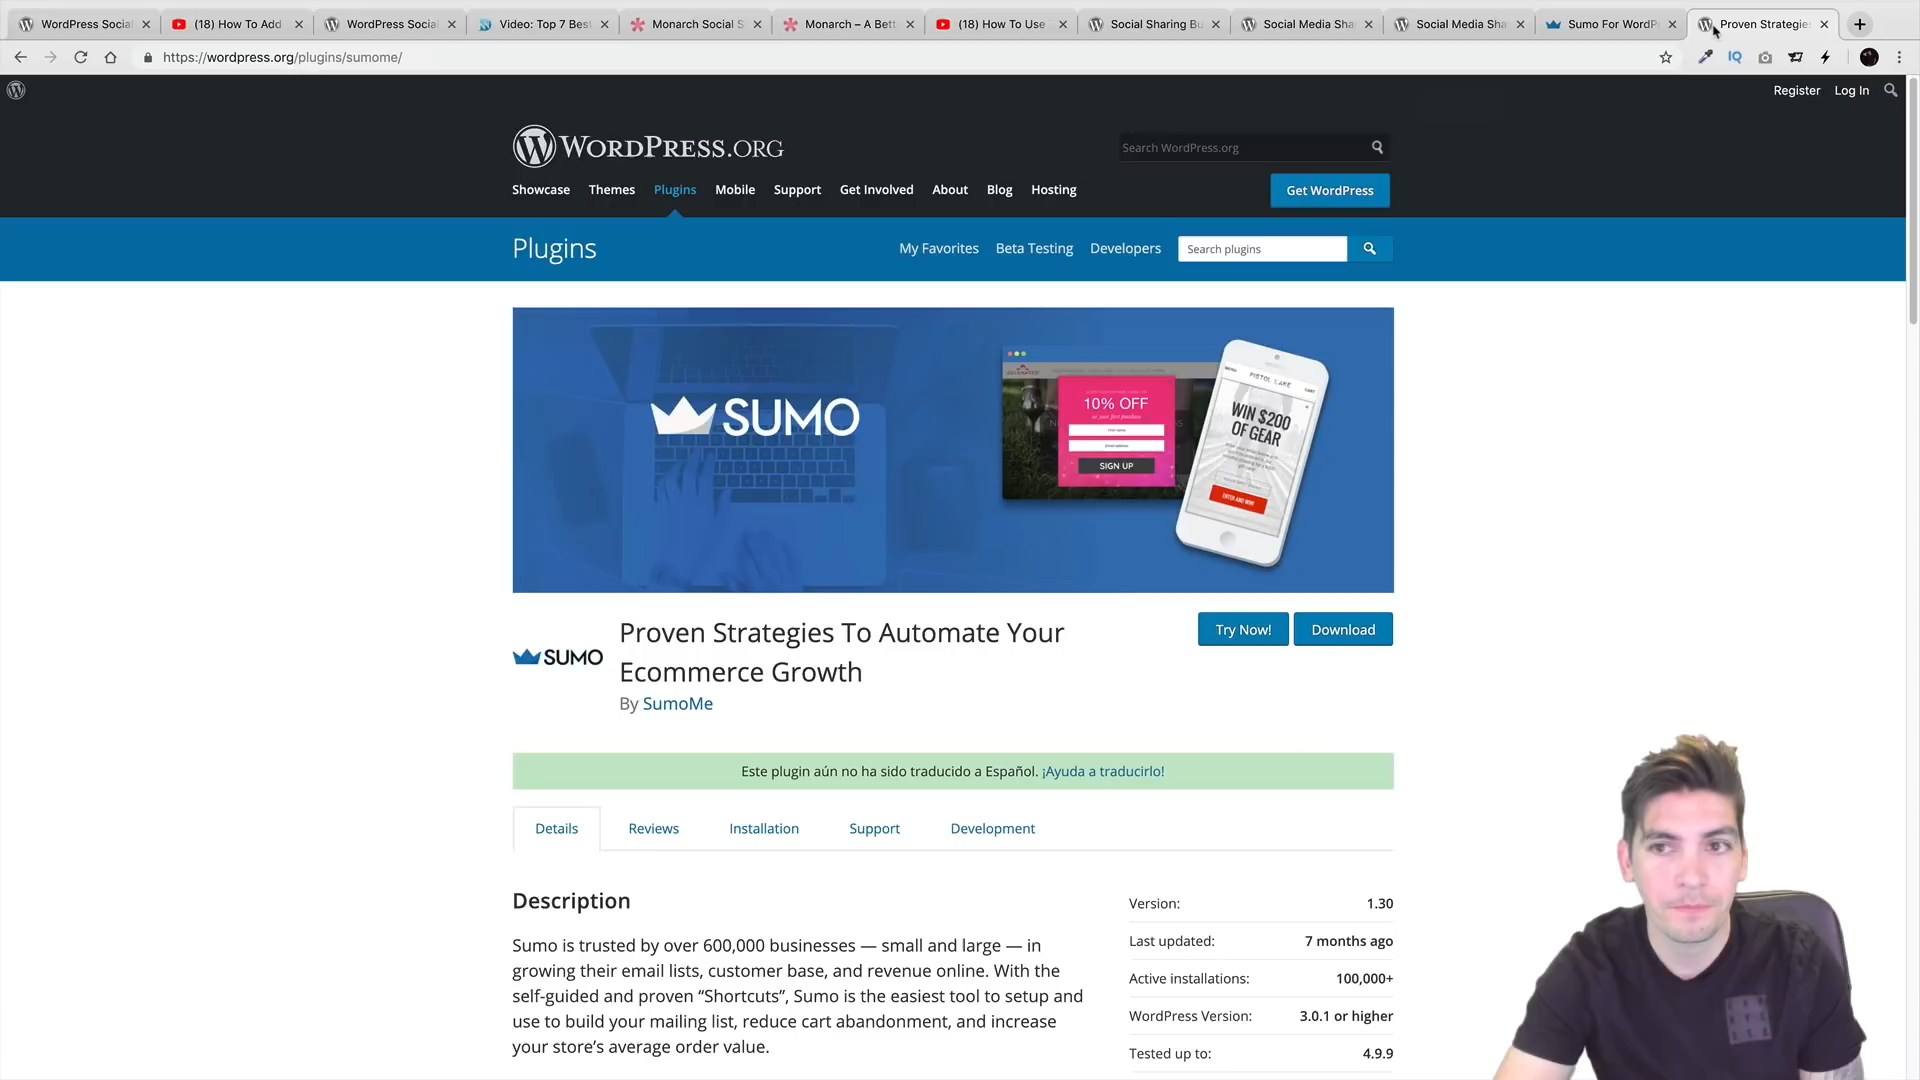 WordPress Socia
(18) How To Add
WordPress Socia
Video: Top 7 Bes
Monarch Social S
Monarch – A Bett
(18) How To Use
Social Sharing Bu
Social Media Sha
Social Media Sha
Sumo For WordP
Proven Strategie
https://wordpress.org/plugins/sumome/
Register Log In
WORDPRESS.ORG
Search WordPress.org
Showcase Themes Plugins Mobile Support Get Involved About Blog Hosting
Get WordPress
Plugins
My Favorites Beta Testing Developers
Search plugins
SUMO
10% OFF
SIGN UP
PISTOL LAKE
WIN $200
OF GEAR
ENTER AND WIN
SUMO
Proven Strategies To Automate Your
Ecommerce Growth
By SumoMe
Try Now!
Download
Este plugin aún no ha sido traducido a Español. ¡Ayuda a traducirlo!
Details Reviews Installation Support Development
Description
Sumo is trusted by over 600,000 businesses — small and large — in
growing their email lists, customer base, and revenue online. With the
self-guided and proven “Shortcuts”, Sumo is the easiest tool to setup and
use to build your mailing list, reduce cart abandonment, and increase
your store’s average order value.
Version: 1.30
Last updated: 7 months ago
Active installations: 100,000+
WordPress Version: 3.0.1 or higher
Tested up to: 4.9.9